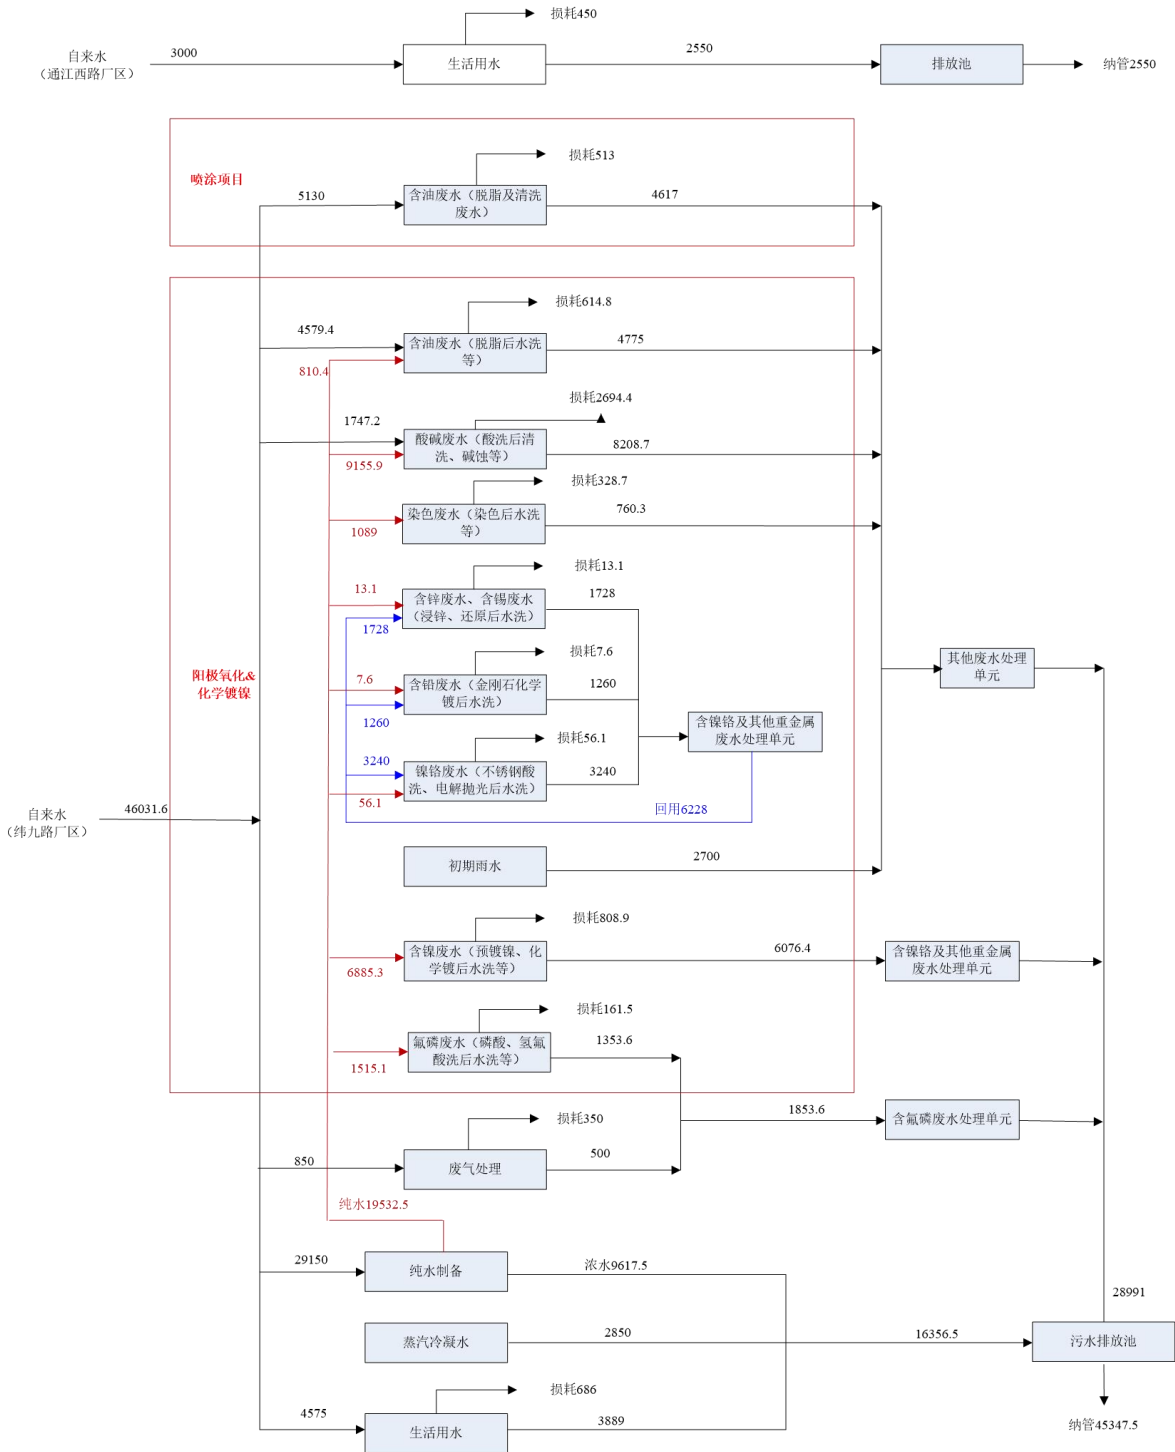 损耗450
自来水
（通江西路厂区）
3000
生活用水
2550
排放池
纳管2550
喷涂项目
损耗513
5130
含油废水（脱脂及清洗
废水）
4617
损耗614.8
4579.4
含油废水（脱脂后水洗
等）
4775
810.4
损耗2694.4
1747.2
酸碱废水（酸洗后清
洗、碱蚀等）
8208.7
9155.9
损耗328.7
染色废水（染色后水洗
等）
760.3
1089
损耗13.1
13.1
含锌废水、含锡废水
（浸锌、还原后水洗）
1728
1728
阳极氧化&
化学镀镍
损耗7.6
7.6
含铅废水（金刚石化学
镀后水洗）
1260
1260
其他废水处理
单元
损耗56.1
3240
镍铬废水（不锈钢酸
洗、电解抛光后水洗）
3240
56.1
含镍铬及其他重金属
废水处理单元
回用6228
自来水
（纬九路厂区）
46031.6
初期雨水
2700
损耗808.9
含镍废水（预镀镍、化
学镀后水洗等）
6885.3
6076.4
含镍铬及其他重金属
废水处理单元
损耗161.5
氟磷废水（磷酸、氢氟
酸洗后水洗等）
1515.1
1353.6
1853.6
含氟磷废水处理单元
损耗350
850
废气处理
500
纯水19532.5
29150
纯水制备
浓水9617.5
蒸汽冷凝水
2850
16356.5
28991
污水排放池
损耗686
4575
生活用水
3889
纳管45347.5